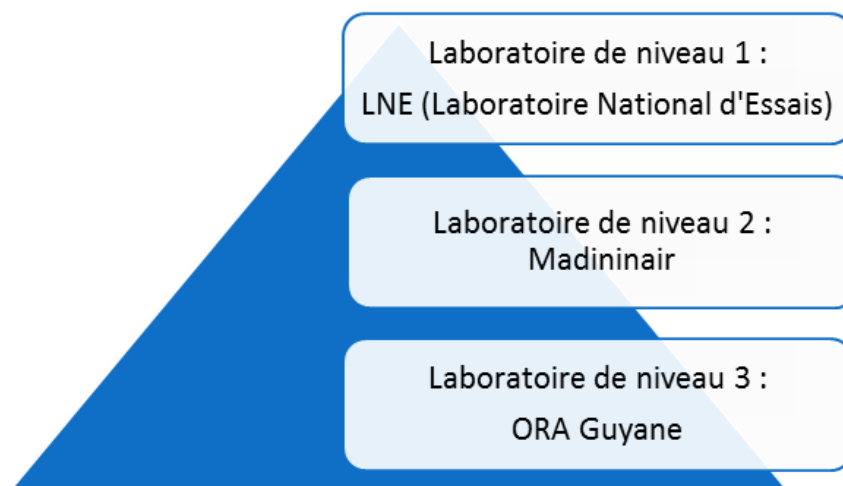 Laboratoire de niveau 1 :
LNE (Laboratoire National d'Essais)
Laboratoire de niveau 2 :
Madininair
Laboratoire de niveau 3 :
ORA Guyane